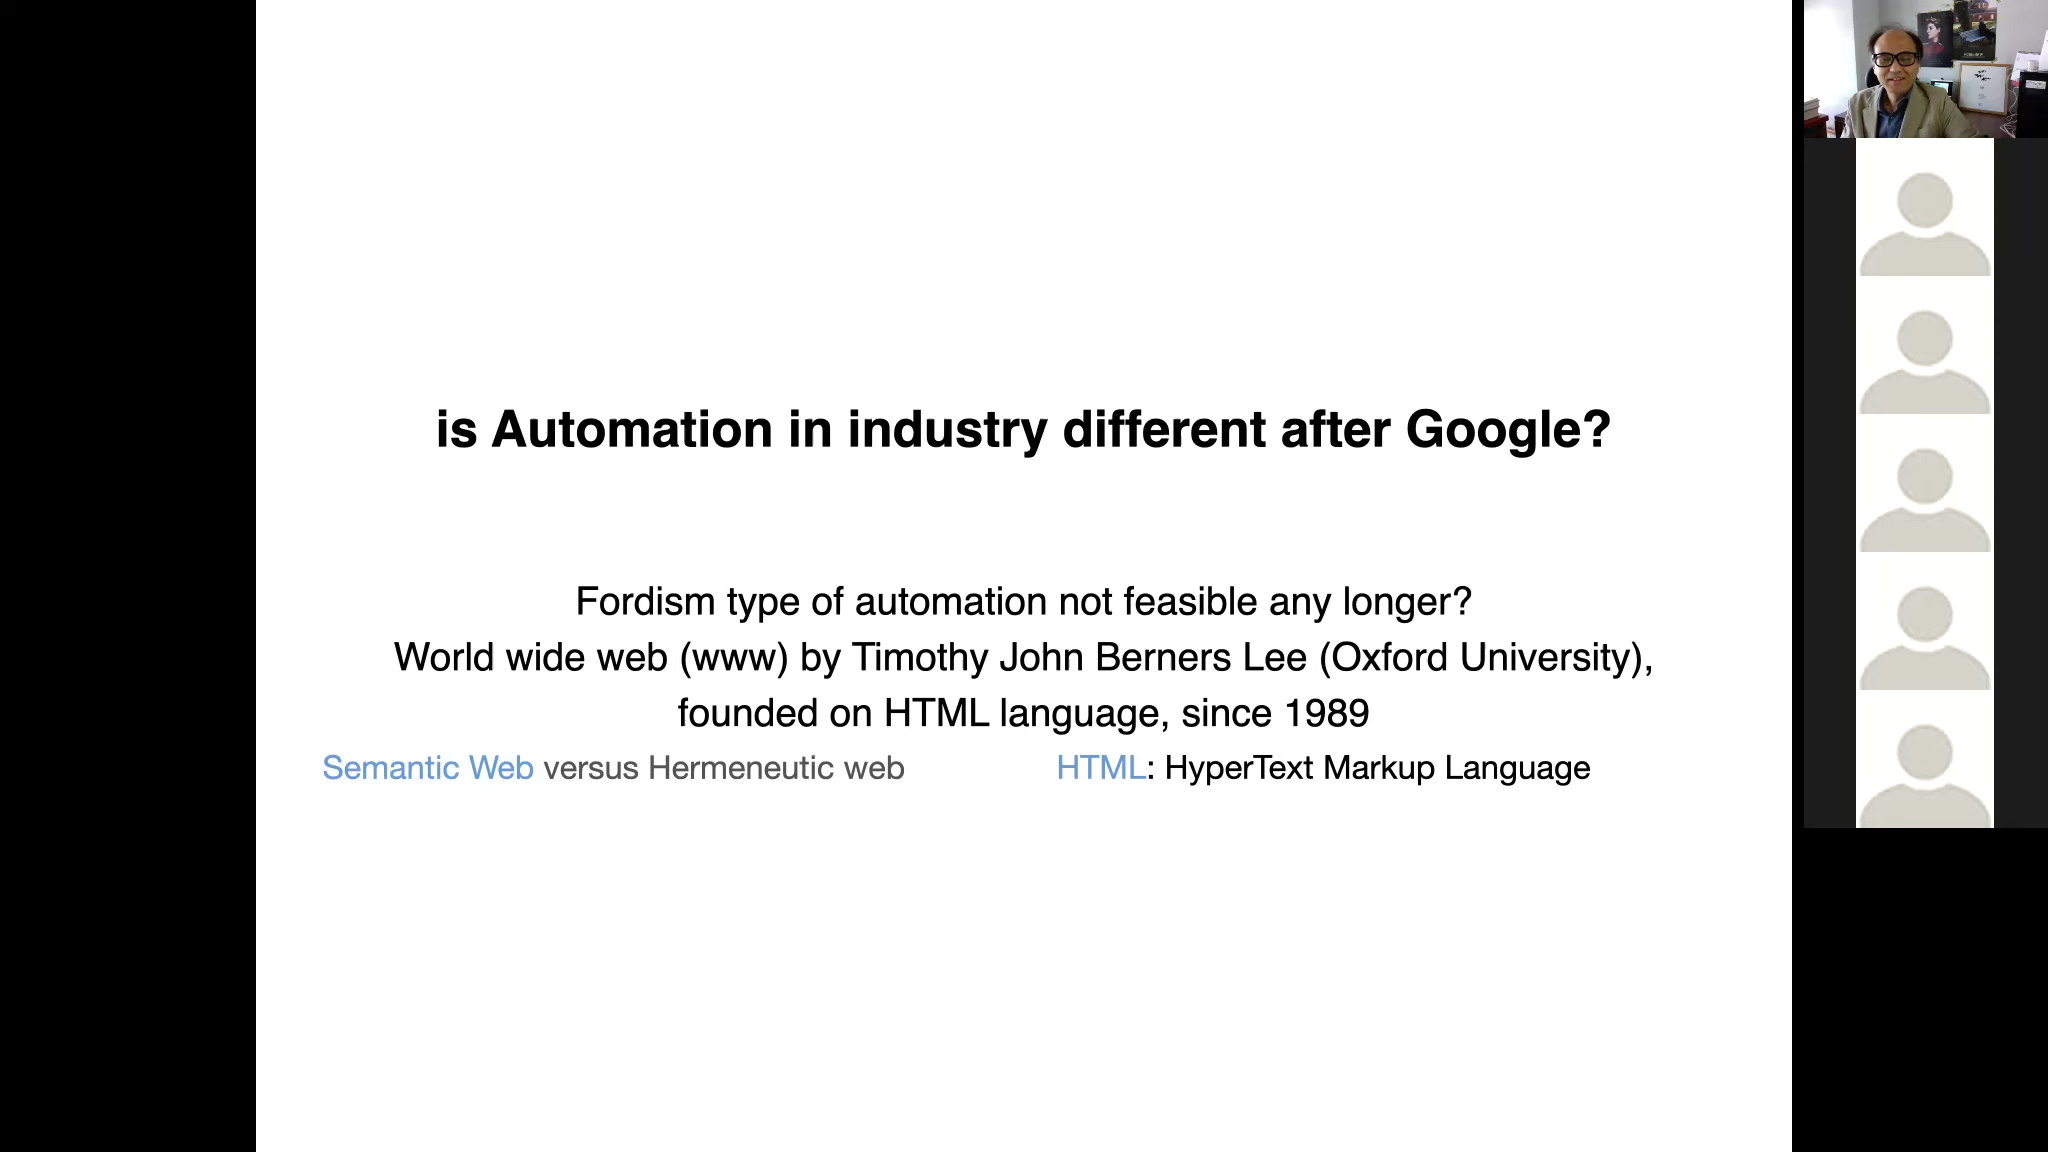 is Automation in industry different after Google?
Fordism type of automation not feasible any longer?
World wide web (www) by Timothy John Berners Lee (Oxford University),
founded on HTML language, since 1989
Semantic Web versus Hermeneutic web
HTML: HyperText Markup Language